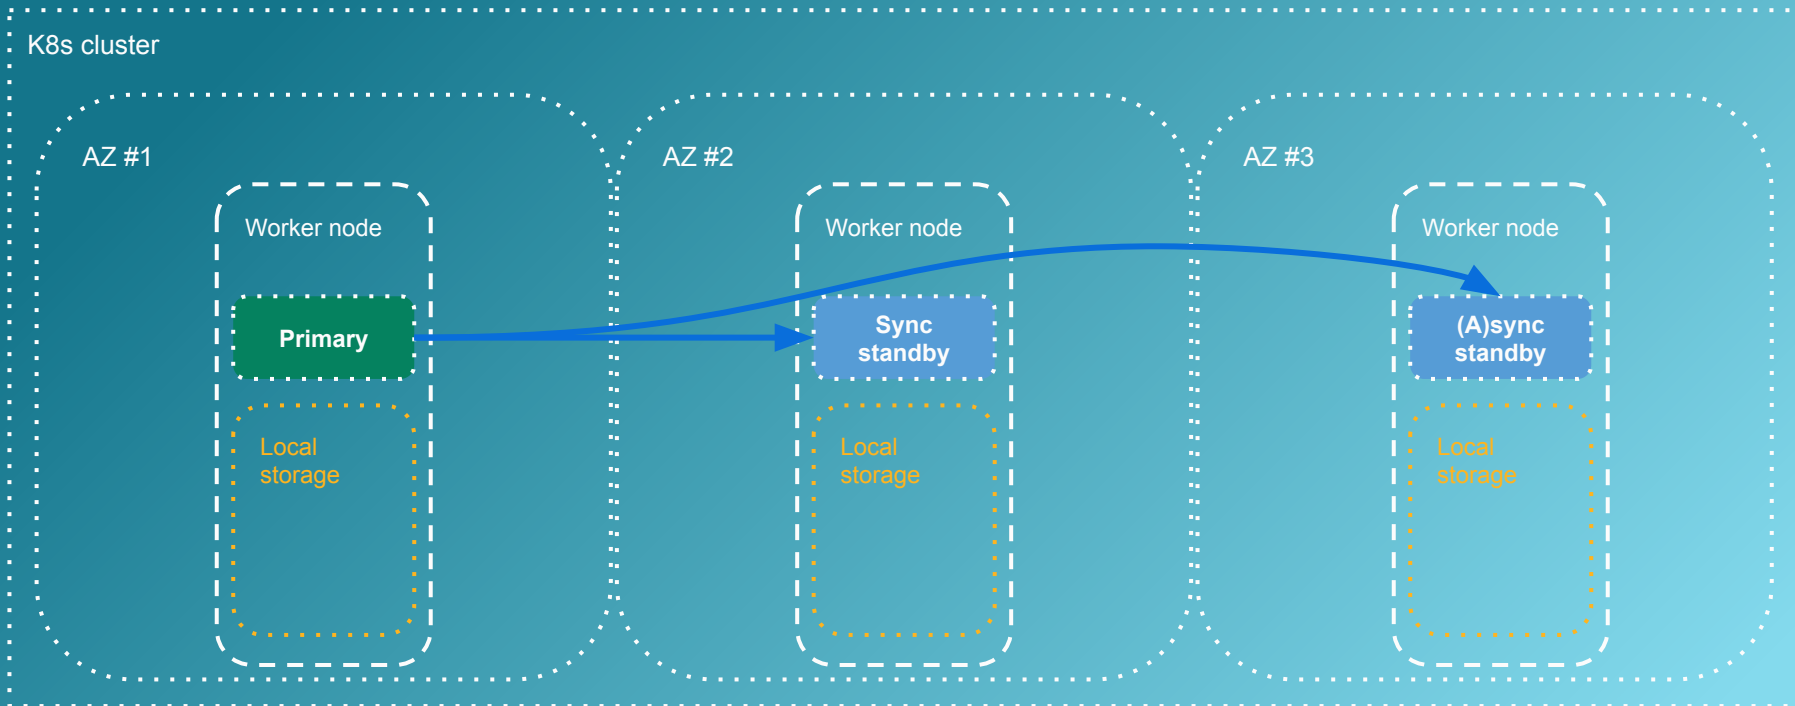 K8s cluster
AZ #1
AZ #2
AZ #3
Worker node
Worker node
Worker node
Primary
Sync
standby
(A)sync
standby
Local
storage
Local
storage
Local
storage